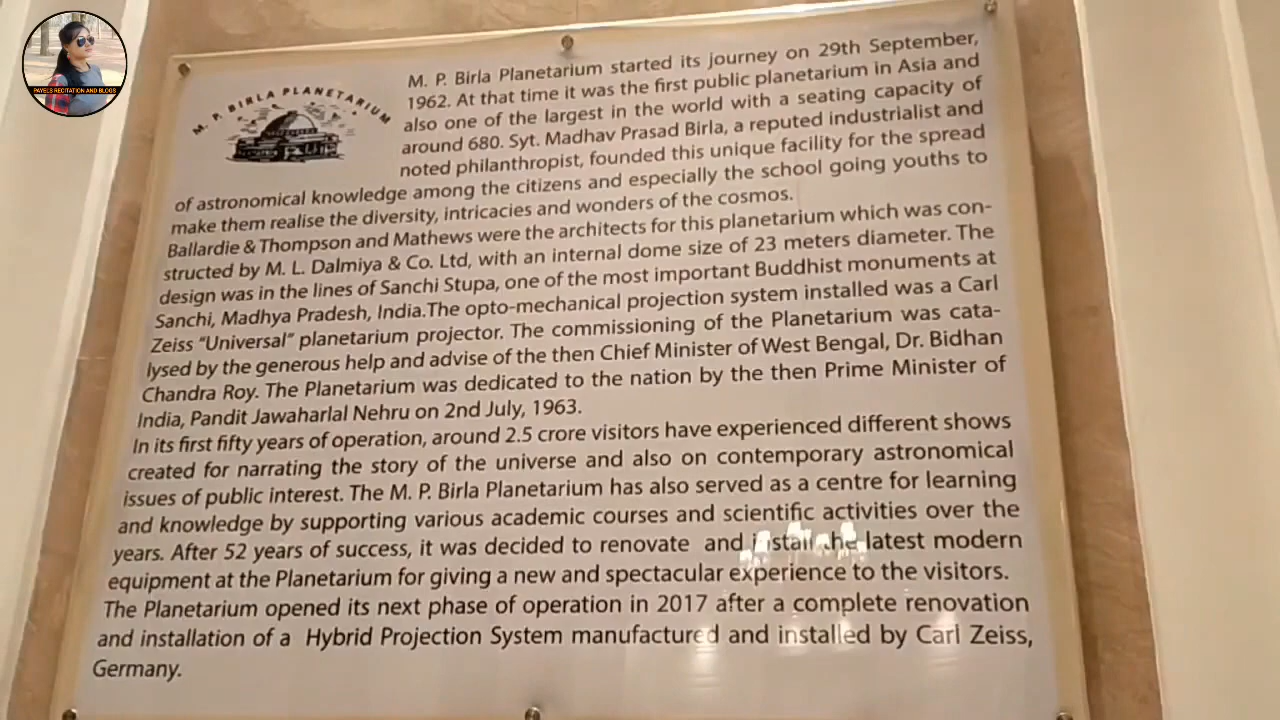 PAYELS RECITATION AND BLOGS
M. P. BIRLA PLANETARIUM
M. P. Birla Planetarium started its journey on 29th September,
1962. At that time it was the first public planetarium in Asia and
also one of the largest in the world with a seating capacity of
around 680. Syt. Madhav Prasad Birla, a reputed industrialist and
noted philanthropist, founded this unique facility for the spread
of astronomical knowledge among the citizens and especially the school going youths to
make them realise the diversity, intricacies and wonders of the cosmos.
Ballardie & Thompson and Mathews were the architects for this planetarium which was con-
structed by M. L. Dalmiya & Co. Ltd, with an internal dome size of 23 meters diameter. The
design was in the lines of Sanchi Stupa, one of the most important Buddhist monuments at
Sanchi, Madhya Pradesh, India.The opto-mechanical projection system installed was a Carl
Zeiss “Universal” planetarium projector. The commissioning of the Planetarium was cata-
lysed by the generous help and advise of the then Chief Minister of West Bengal, Dr. Bidhan
Chandra Roy. The Planetarium was dedicated to the nation by the then Prime Minister of
India, Pandit Jawaharlal Nehru on 2nd July, 1963.
In its first fifty years of operation, around 2.5 crore visitors have experienced different shows
created for narrating the story of the universe and also on contemporary astronomical
issues of public interest. The M. P. Birla Planetarium has also served as a centre for learning
and knowledge by supporting various academic courses and scientific activities over the
years. After 52 years of success, it was decided to renovate and install the latest modern
equipment at the Planetarium for giving a new and spectacular experience to the visitors.
The Planetarium opened its next phase of operation in 2017 after a complete renovation
and installation of a Hybrid Projection System manufactured and installed by Carl Zeiss,
Germany.